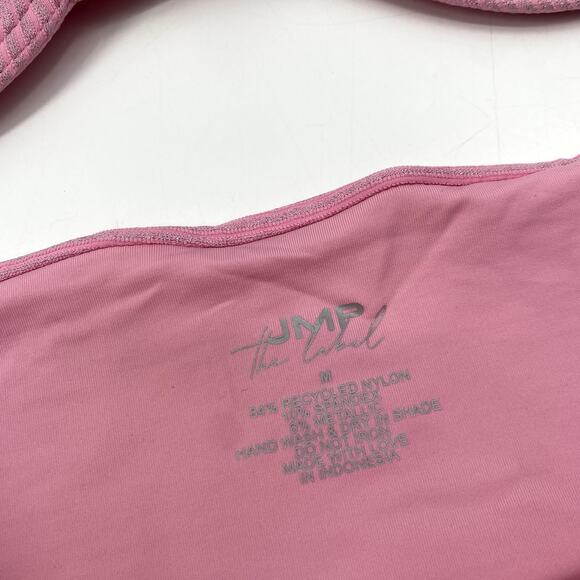 JMP
the label
M
84% RECYCLED NYLON
10% SPANDEX
6% METALLIC
HAND WASH & DRY IN SHADE
DO NOT IRON
MADE WITH LOVE
IN INDONESIA